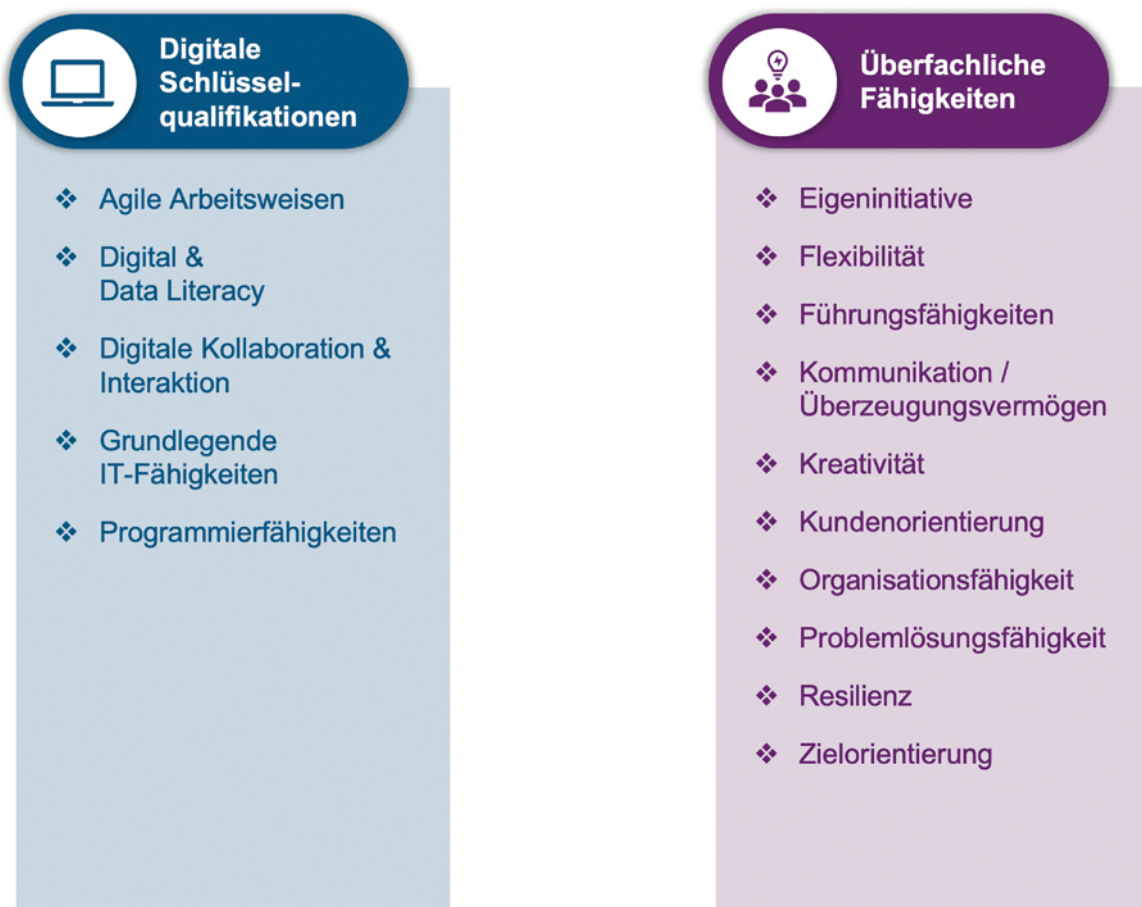 Digitale
Schlüssel-
qualifikationen
❖ Agile Arbeitsweisen
❖ Digital &
Data Literacy
❖ Digitale Kollaboration &
Interaktion
❖ Grundlegende
IT-Fähigkeiten
❖ Programmierfähigkeiten
Überfachliche
Fähigkeiten
❖ Eigeninitiative
❖ Flexibilität
❖ Führungsfähigkeiten
❖ Kommunikation /
Überzeugungsvermögen
❖ Kreativität
❖ Kundenorientierung
❖ Organisationsfähigkeit
❖ Problemlösungsfähigkeit
❖ Resilienz
❖ Zielorientierung